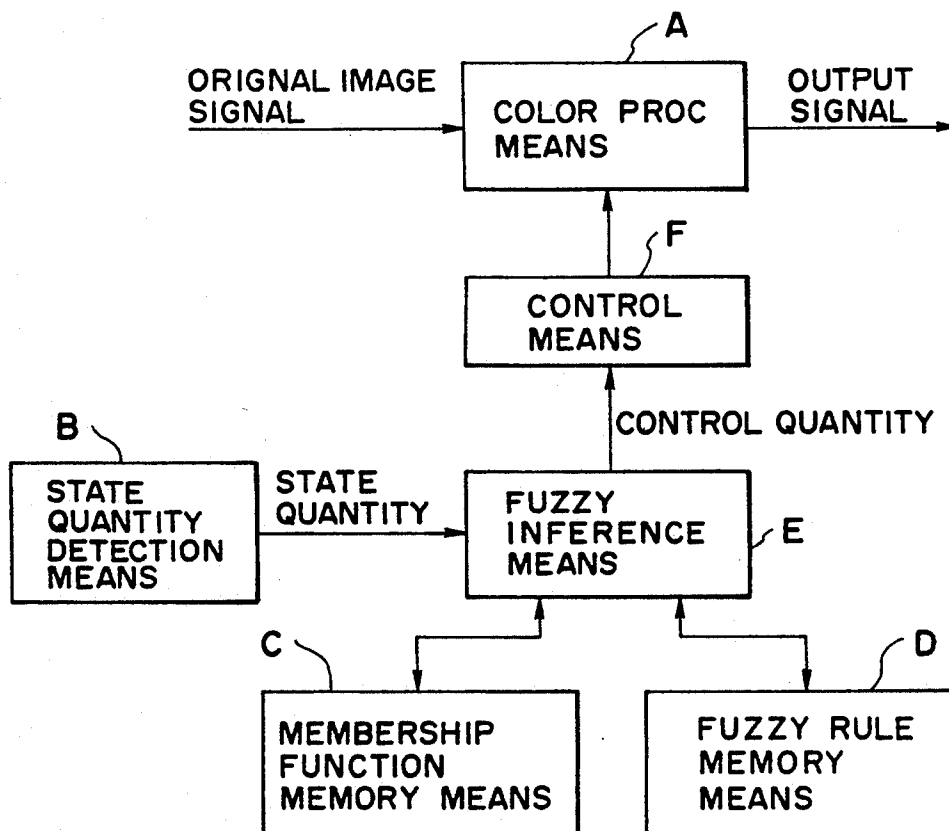 A
ORIGNAL IMAGE
SIGNAL
COLOR PROC
MEANS
OUTPUT
SIGNAL
F
CONTROL
MEANS
CONTROL QUANTITY
B
STATE
QUANTITY
DETECTION
MEANS
STATE
QUANTITY
FUZZY
INFERENCE
MEANS
E
C
MEMBERSHIP
FUNCTION
MEMORY MEANS
D
FUZZY RULE
MEMORY
MEANS